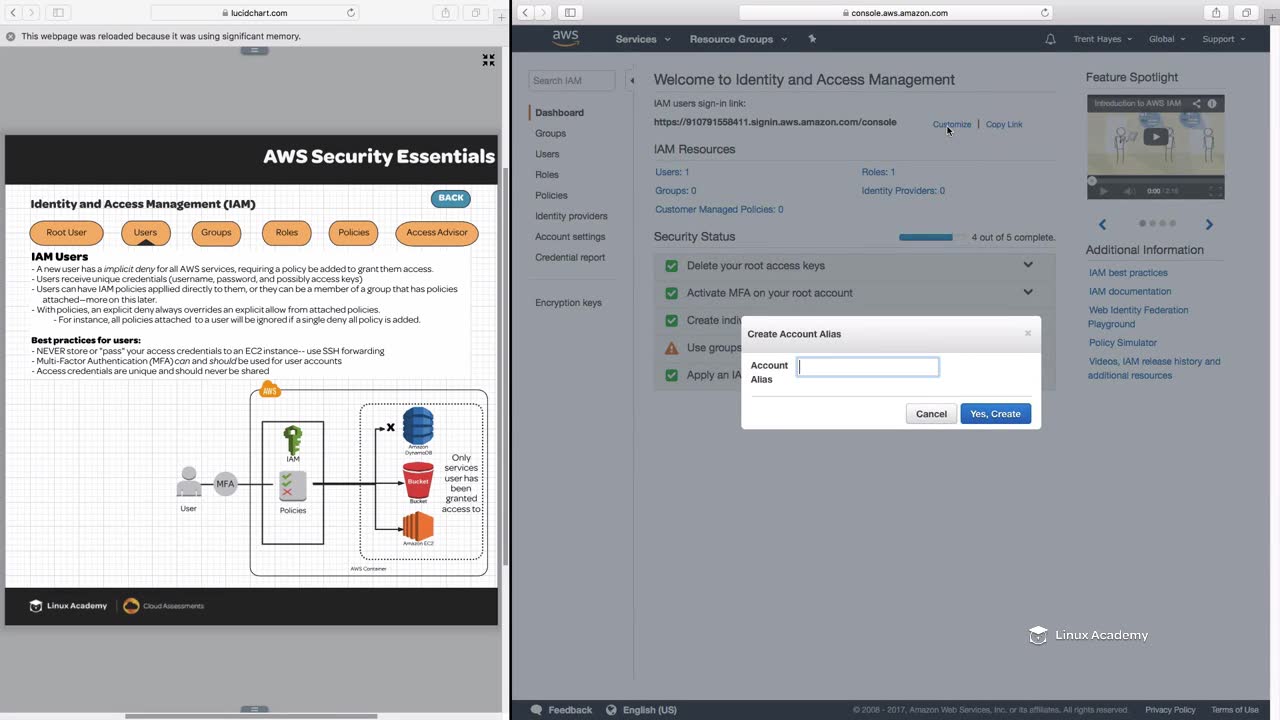 lucidchart.com
This webpage was reloaded because it was using significant memory.
AWS Security Essentials
Identity and Access Management (IAM)
BACK
Root User
Users
Groups
Roles
Policies
Access Advisor
IAM Users
- A new user has a implicit deny for all AWS services, requiring a policy be added to grant them access.
- Users receive unique credentials (username, password, and possibly access keys)
- Users can have IAM policies appplied directly to them, or they can be a member of a group that has policies
attached—more on this later.
- With policies, an explicit deny always overrides an explicit allow from attached policies.
- For instance, all policies attached to a user will be ignored if a single deny all policy is added.
Best practices for users:
- NEVER store or "pass" your access credentials to an EC2 instance-- use SSH forwarding
- Multi-Factor Authentication (MFA) can and should be used for user accounts
- Access credentials are unique and should never be shared
AWS
User
MFA
IAM
Policies
X
Amazon
DynamoDB
Bucket
Bucket
Amazon EC2
Only
services
user has
been
granted
access to
AWS Container
Linux Academy
Cloud Assessments
console.aws.amazon.com
aws
Services
Resource Groups
Trent Hayes
Global
Support
Search IAM
Dashboard
Groups
Users
Roles
Policies
Identity providers
Account settings
Credential report
Encryption keys
Welcome to Identity and Access Management
IAM users sign-in link:
https://910791558411.signin.aws.amazon.com/console
Customize | Copy Link
IAM Resources
Users: 1
Roles: 1
Groups: 0
Identity Providers: 0
Customer Managed Policies: 0
Security Status
4 out of 5 complete.
Delete your root access keys
Activate MFA on your root account
Create indiv
Use groups
Apply an IA
Create Account Alias
×
Account
Alias
Cancel
Yes, Create
Feature Spotlight
Introduction to AWS IAM
0:00 / 2:16
Additional Information
IAM best practices
IAM documentation
Web Identity Federation
Playground
Policy Simulator
Videos, IAM release history and
additional resources
Linux Academy
Feedback
English (US)
© 2008 - 2017, Amazon Web Services, Inc. or its affiliates. All rights reserved.
Privacy Policy
Terms of Use